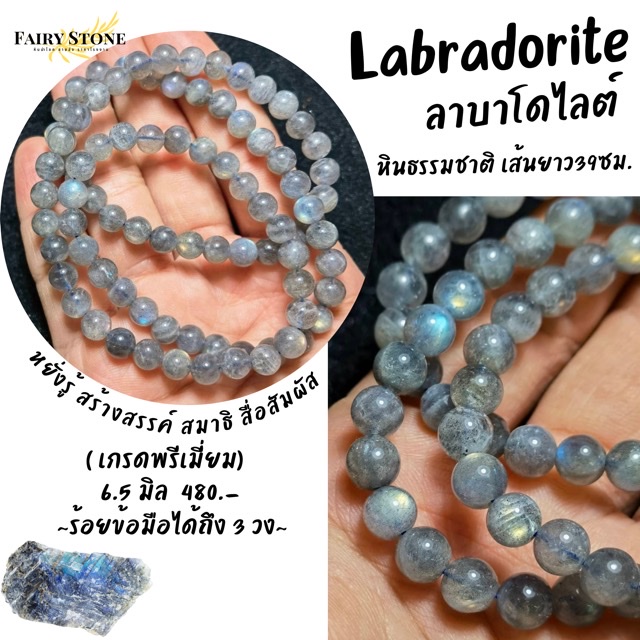 FAIRY STONE
Labradorite
ลาบาโดไลต์
หินธรรมชาติ เส้นยาว39ซม.
หยั่งรู้ สร้างสรรค์ สมาธิ สื่อสัมผัส
(เกรดพรีเมี่ยม)
6.5 มิล 480.-
~ร้อยข้อมือได้ถึง 3 วง~